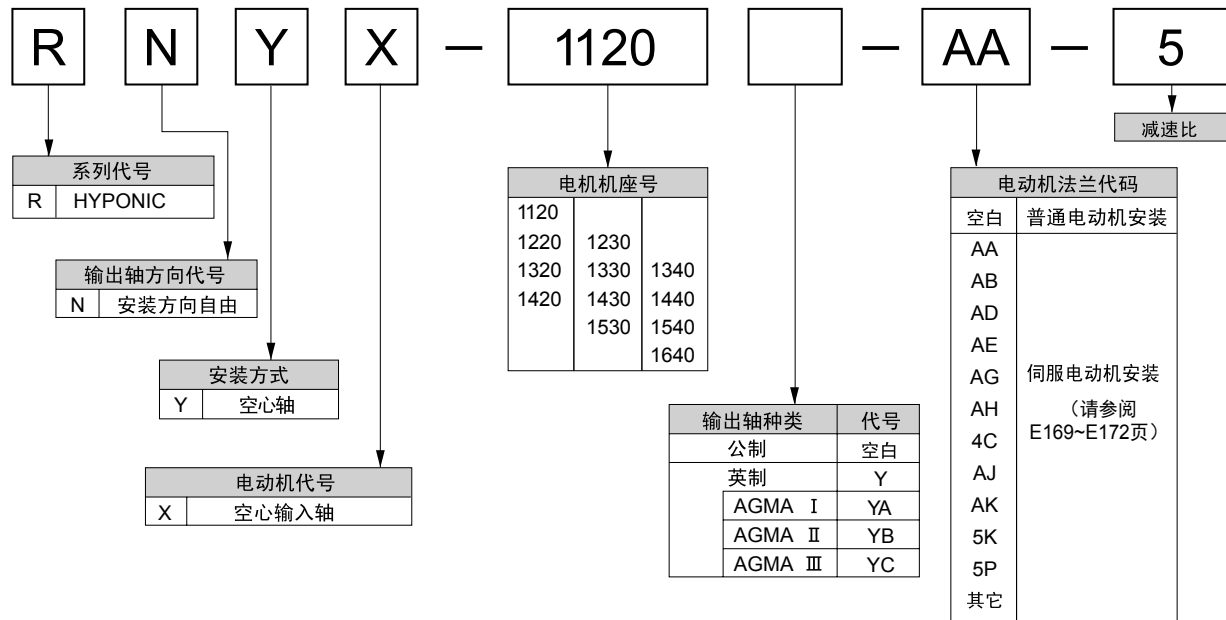 R N Y X — 1120 — AA — 5
减速比
系列代号
R HYPONIC
输出轴方向代号
N 安装方向自由
安装方式
Y 空心轴
电动机代号
X 空心输入轴
电机机座号
1120
1220 1230
1320 1330 1340
1420 1430 1440
1530 1540
1640
输出轴种类 代号
公制 空白
英制 Y
AGMA Ⅰ YA
AGMA Ⅱ YB
AGMA Ⅲ YC
电动机法兰代码
空白 普通电动机安装
AA
AB
AD
AE
AG
AH
4C
AJ
AK
5K
5P
其它
伺服电动机安装
（请参阅
E169~E172页）